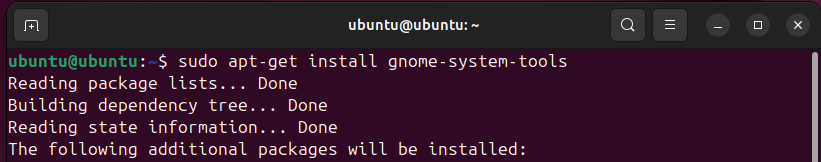 ubuntu@ubuntu: ~
ubuntu@ubuntu:~$ sudo apt-get install gnome-system-tools
Reading package lists... Done
Building dependency tree... Done
Reading state information... Done
The following additional packages will be installed: